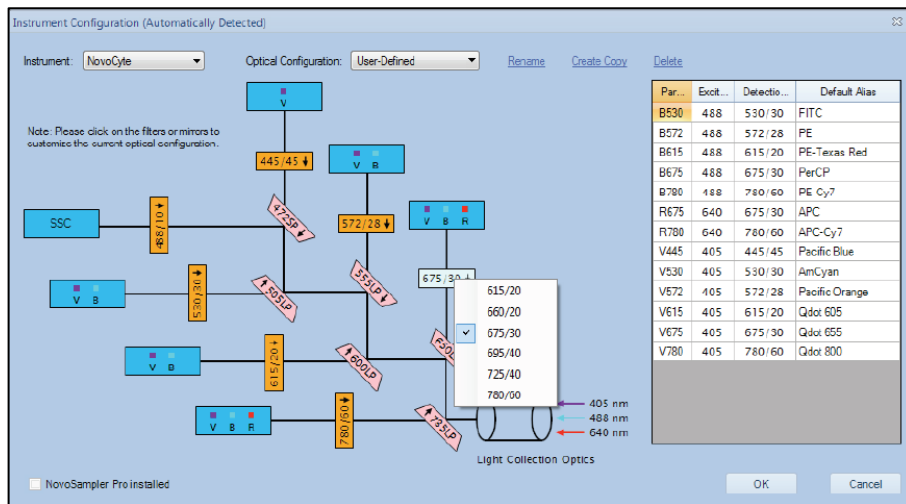 Instrument Configuration (Automatically Detected)
Instrument: NovoCyte Optical Configuration: User-Defined Rename Create Copy Delete
Note: Please click on the filters or mirrors to
customize the current optical configuration.
V
445/45
V B
572/28
V B R
675/30
SSC
488/10
472SP
V B
530/30
505LP
555LP
V B
615/20
600LP
650L
V B R
780/60
735LP
615/20
660/20
675/30
695/40
725/40
780/60
405 nm
488 nm
640 nm
Light Collection Optics
Par... Excit... Detectio... Default Alias
B530 488 530/30 FITC
B572 488 572/28 PE
B615 488 615/20 PE-Texas Red
B675 488 675/30 PerCP
B780 488 780/60 PE Cy7
R675 640 675/30 APC
R780 640 780/60 APC-Cy7
V445 405 445/45 Pacific Blue
V530 405 530/30 AmCyan
V572 405 572/28 Pacific Orange
V615 405 615/20 Qdot 605
V675 405 675/30 Qdot 655
V780 405 780/60 Qdot 800
NovoSampler Pro installed
OK Cancel